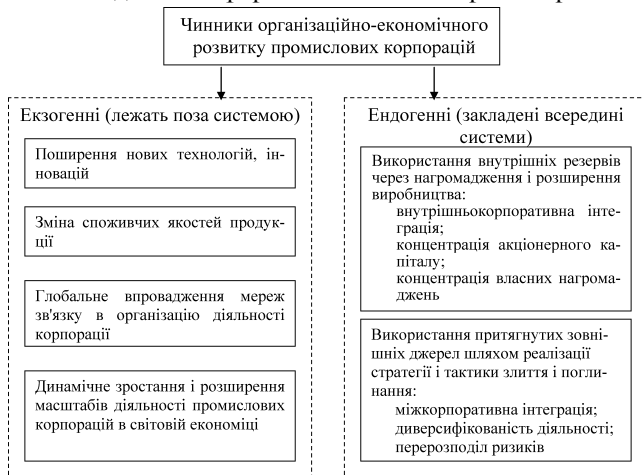 Чинники організаційно-економічного
розвитку промислових корпорацій
Екзогенні (лежать поза системою)
Поширення нових технологій, ін-
новацій
Зміна споживчих якостей продук-
ції
Глобальне впровадження мереж
зв'язку в організацію діяльності
корпорації
Динамічне зростання і розширення
масштабів діяльності промислових
корпорацій в світовій економіці
Ендогенні (закладені всередині
системи)
Використання внутрішніх резервів
через нагромадження і розширення
виробництва:
внутрішньокорпоративна інте-
грація;
концентрація акціонерного ка-
піталу;
концентрація власних нагрома-
джень
Використання притягнутих зовні-
шніх джерел шляхом реалізації
стратегії і тактики злиття і погли-
нання:
міжкорпоративна інтеграція;
диверсифікованість діяльності;
перерозподіл ризиків